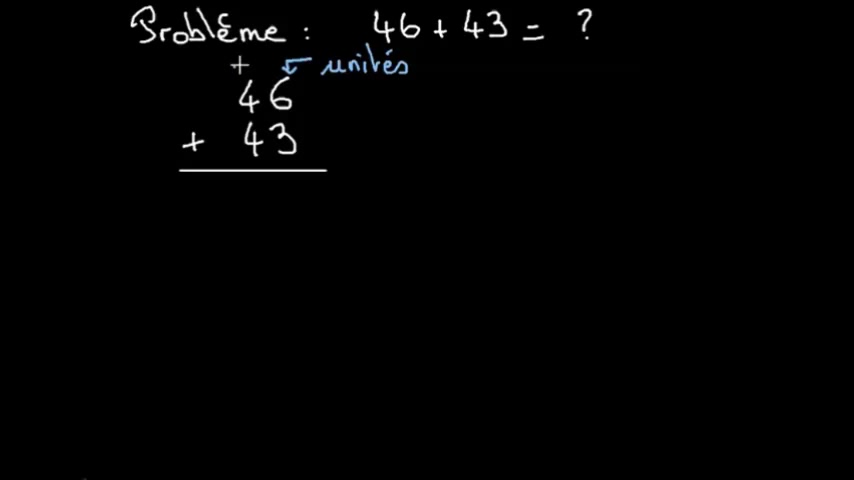 Problème : 46 + 43 = ?
unités
46
+ 43